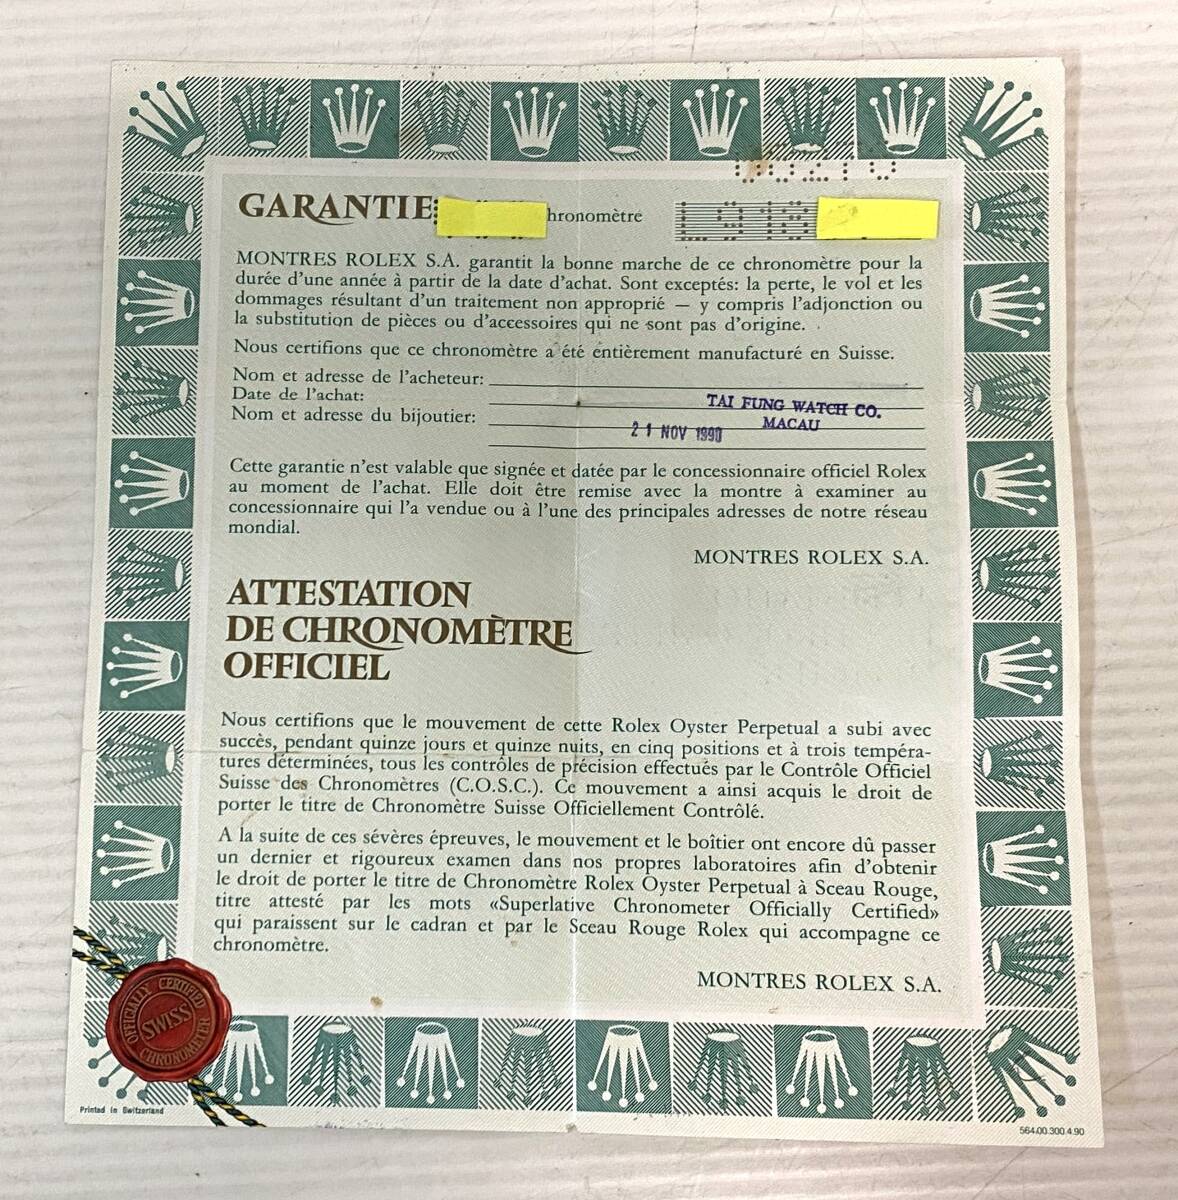 GARANTIE hronomètre
MONTRES ROLEX S.A. garantit la bonne marche de ce chronomètre pour la
durée d'une année à partir de la date d'achat. Sont exceptés: la perte, le vol et les
dommages résultant d'un traitement non approprié — y compris l'adjonction ou
la substitution de pièces ou d'accessoires qui ne sont pas d'origine.
Nous certifions que ce chronomètre a été entièrement manufacturé en Suisse.
Nom et adresse de l'acheteur:
Date de l'achat:
TAI FUNG WATCH CO.
Nom et adresse du bijoutier:
MACAU
21 NOV 1990
Cette garantie n'est valable que signée et datée par le concessionnaire officiel Rolex
au moment de l'achat. Elle doit être remise avec la montre à examiner au
concessionnaire qui l'a vendue ou à l'une des principales adresses de notre réseau
mondial.
MONTRES ROLEX S.A.
ATTESTATION
DE CHRONOMÈTRE
OFFICIEL
Nous certifions que le mouvement de cette Rolex Oyster Perpetual a subi avec
succès, pendant quinze jours et quinze nuits, en cinq positions et à trois tempéra-
tures déterminées, tous les contrôles de précision effectués par le Contrôle Officiel
Suisse des Chronomètres (C.O.S.C.). Ce mouvement a ainsi acquis le droit de
porter le titre de Chronomètre Suisse Officiellement Contrôlé.
A la suite de ces sévères épreuves, le mouvement et le boîtier ont encore dû passer
un dernier et rigoureux examen dans nos propres laboratoires afin d'obtenir
le droit de porter le titre de Chronomètre Rolex Oyster Perpetual à Sceau Rouge,
titre attesté par les mots «Superlative Chronometer Officially Certified»
qui paraissent sur le cadran et par le Sceau Rouge Rolex qui accompagne ce
chronomètre.
MONTRES ROLEX S.A.
OFFICIALLY CERTIFIED
SWISS
CHRONOMETER
Printed in Switzerland
564.00.300.4.90